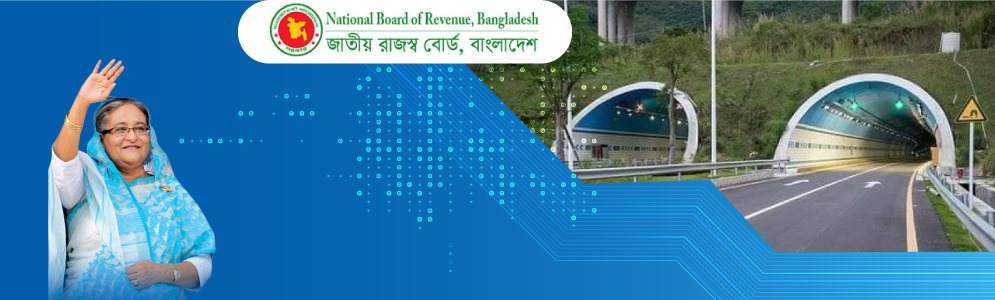 National Board of Revenue, Bangladesh
জাতীয় রাজস্ব বোর্ড, বাংলাদেশ